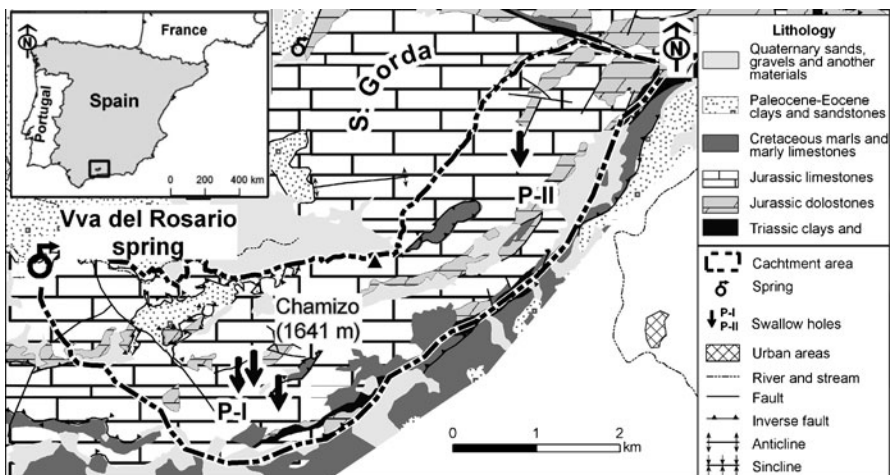 France
N
Portugal
Spain
0 200 400 km
S. Gorda
N
P-II
Vva del Rosario
spring
Chamizo
(1641 m)
P-I
0 1 2
km
Lithology
Quaternary sands,
gravels and another
materials
Paleocene-Eocene
clays and sandstones
Cretaceous marls and
marly limestones
Jurassic limestones
Jurassic dolostones
Triassic clays and
Cachtment area
Spring
P-I
P-II
Swallow holes
Urban areas
River and stream
Fault
Inverse fault
Anticline
Sincline